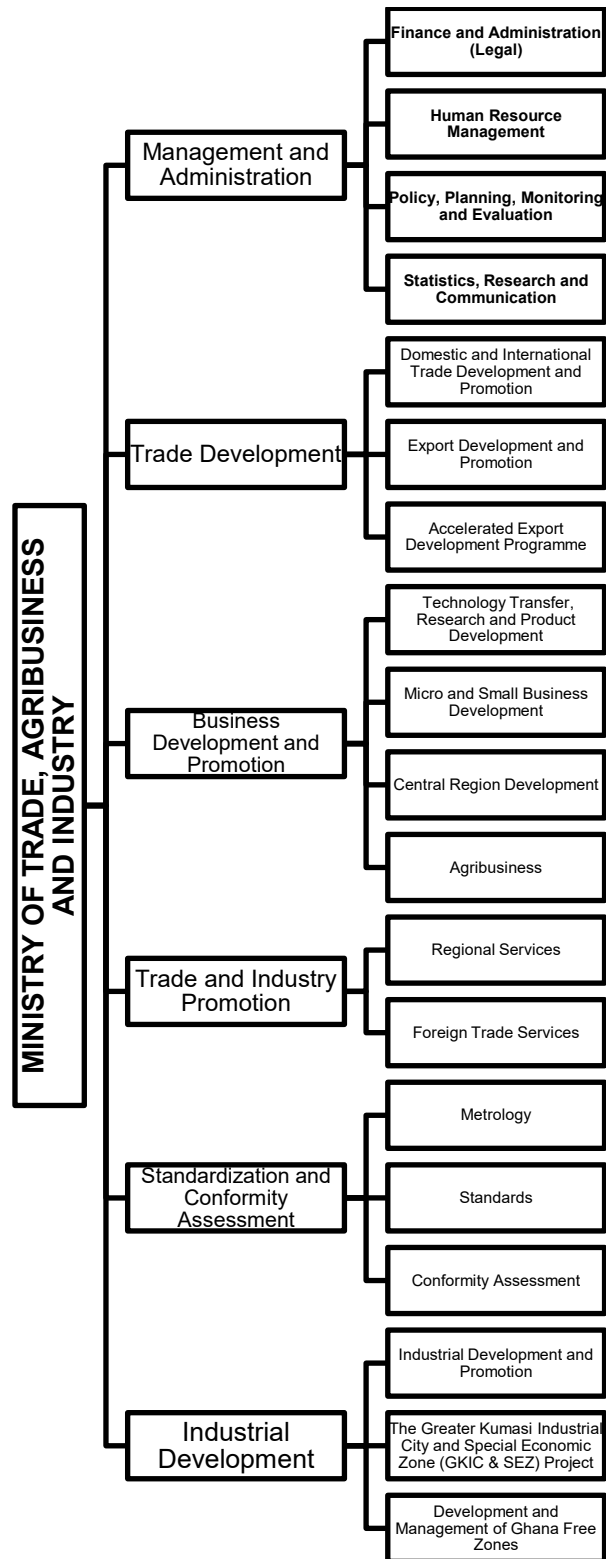 MINISTRY OF TRADE, AGRIBUSINESS
AND INDUSTRY
Management and
Administration
Finance and Administration
(Legal)
Human Resource
Management
Policy, Planning, Monitoring
and Evaluation
Statistics, Research and
Communication
Trade Development
Domestic and International
Trade Development and
Promotion
Export Development and
Promotion
Accelerated Export
Development Programme
Business
Development and
Promotion
Technology Transfer,
Research and Product
Development
Micro and Small Business
Development
Central Region Development
Agribusiness
Trade and Industry
Promotion
Regional Services
Foreign Trade Services
Standardization and
Conformity
Assessment
Metrology
Standards
Conformity Assessment
Industrial
Development
Industrial Development and
Promotion
The Greater Kumasi Industrial
City and Special Economic
Zone (GKIC & SEZ) Project
Development and
Management of Ghana Free
Zones